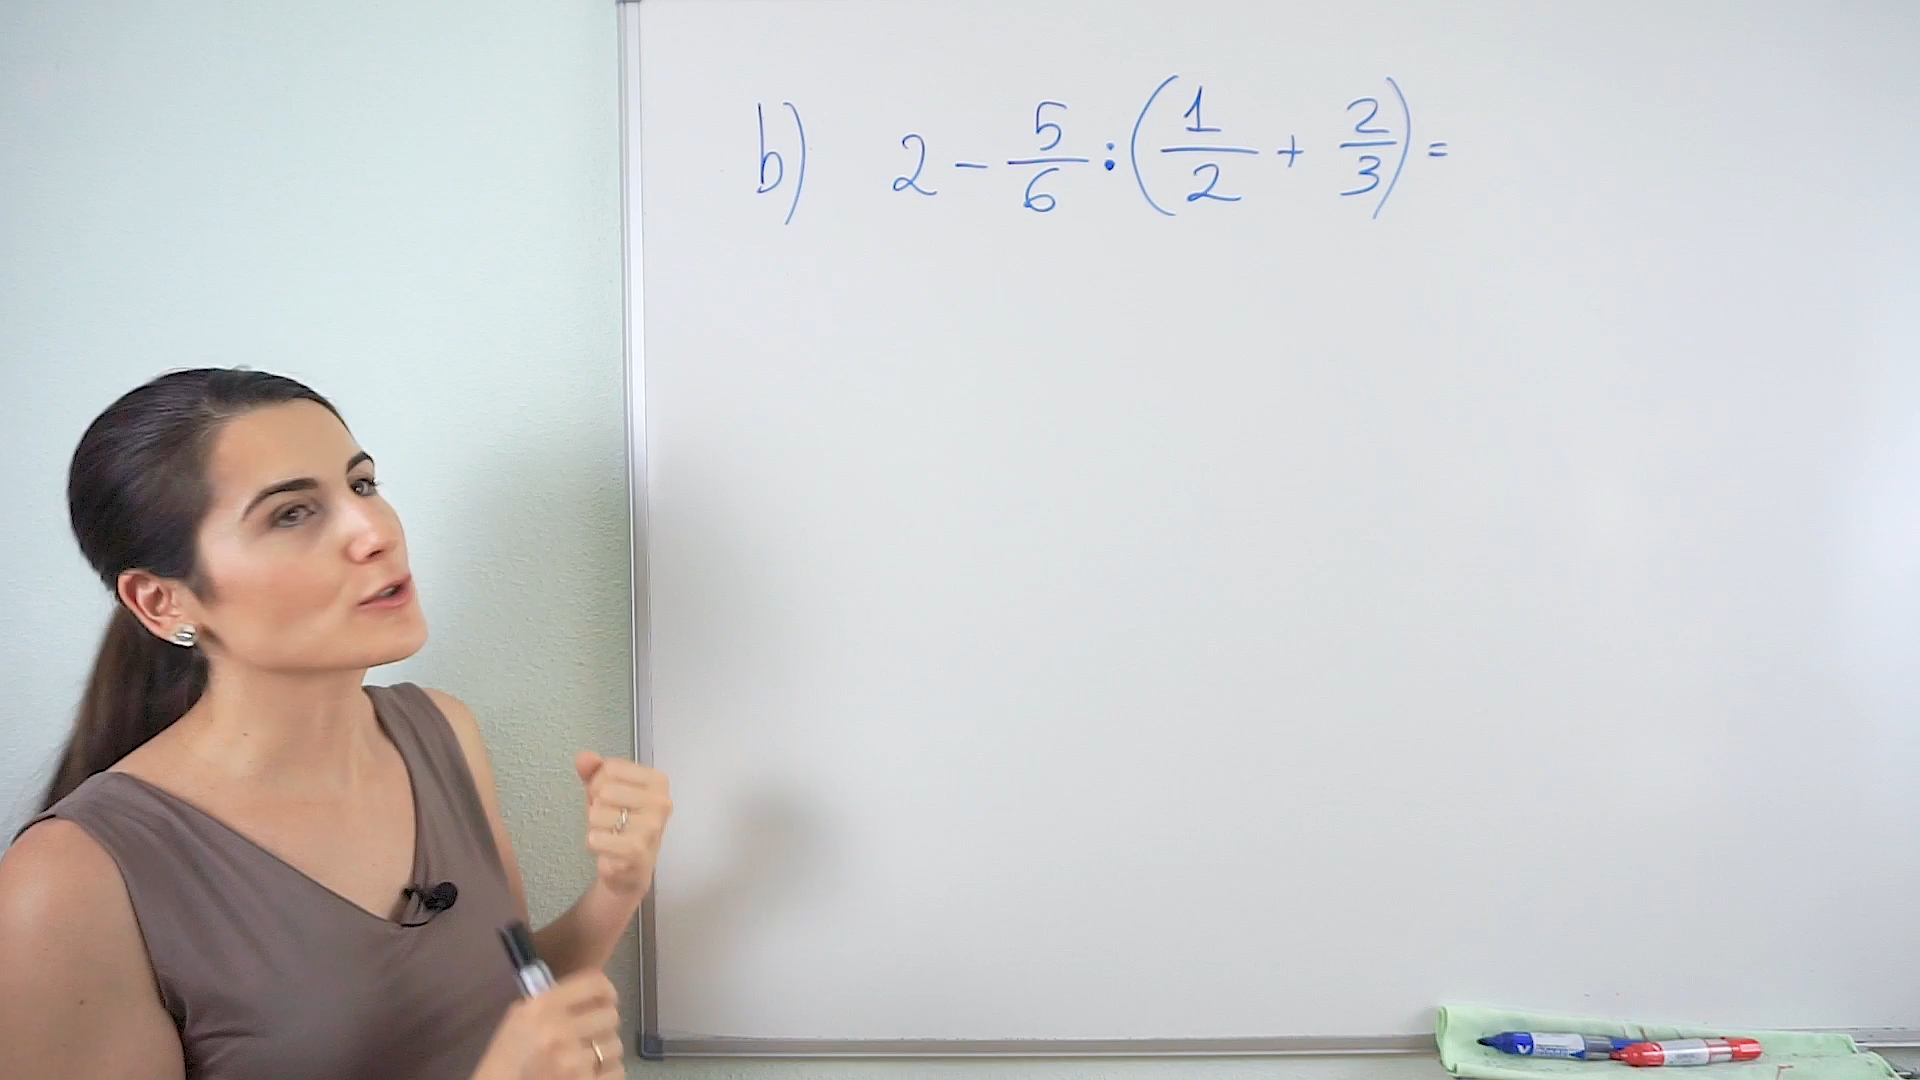 b) 2 - 5/6 : (1/2 + 2/3) =